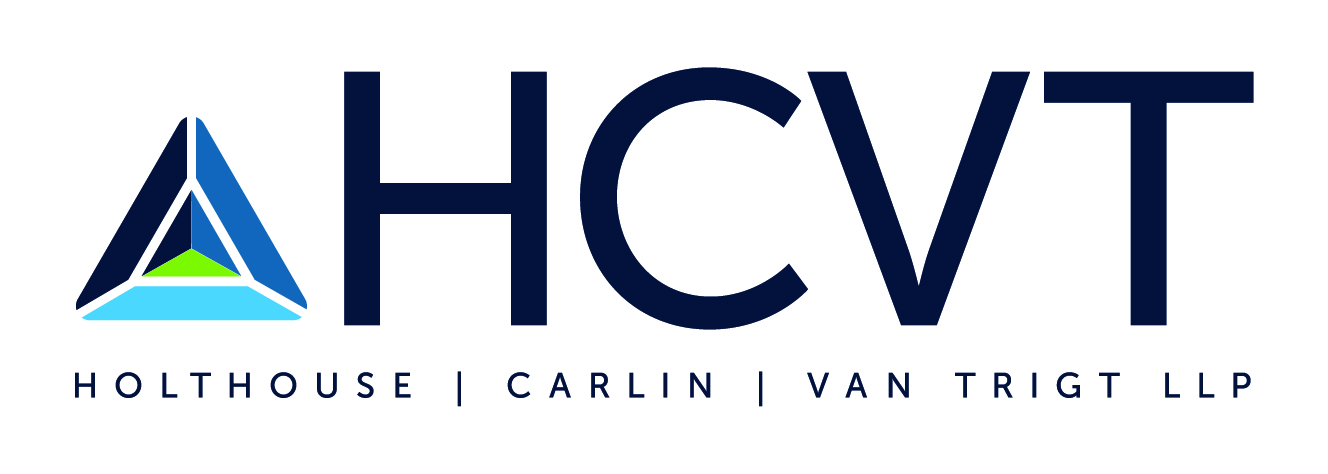 HCVT
HOLTHOUSE | CARLIN | VAN TRIGT LLP